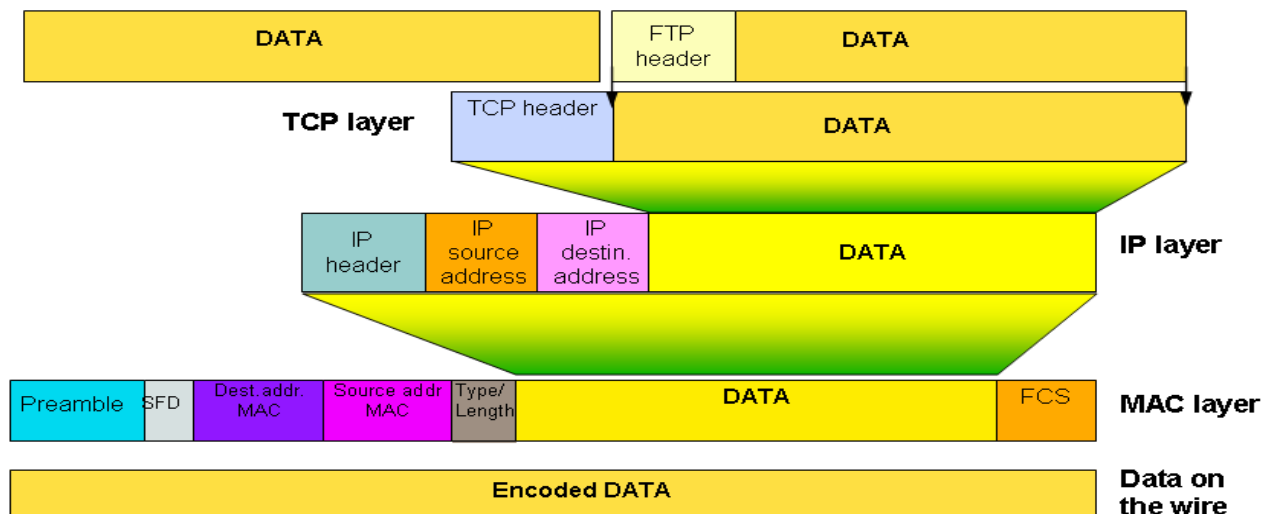 DATA
FTP
header
DATA
TCP layer
TCP header
DATA
IP
header
IP
source
address
IP
destin.
address
DATA
IP layer
Preamble
SFD
Dest.addr.
MAC
Source addr
MAC
Type/
Length
DATA
FCS
MAC layer
Encoded DATA
Data on
the wire